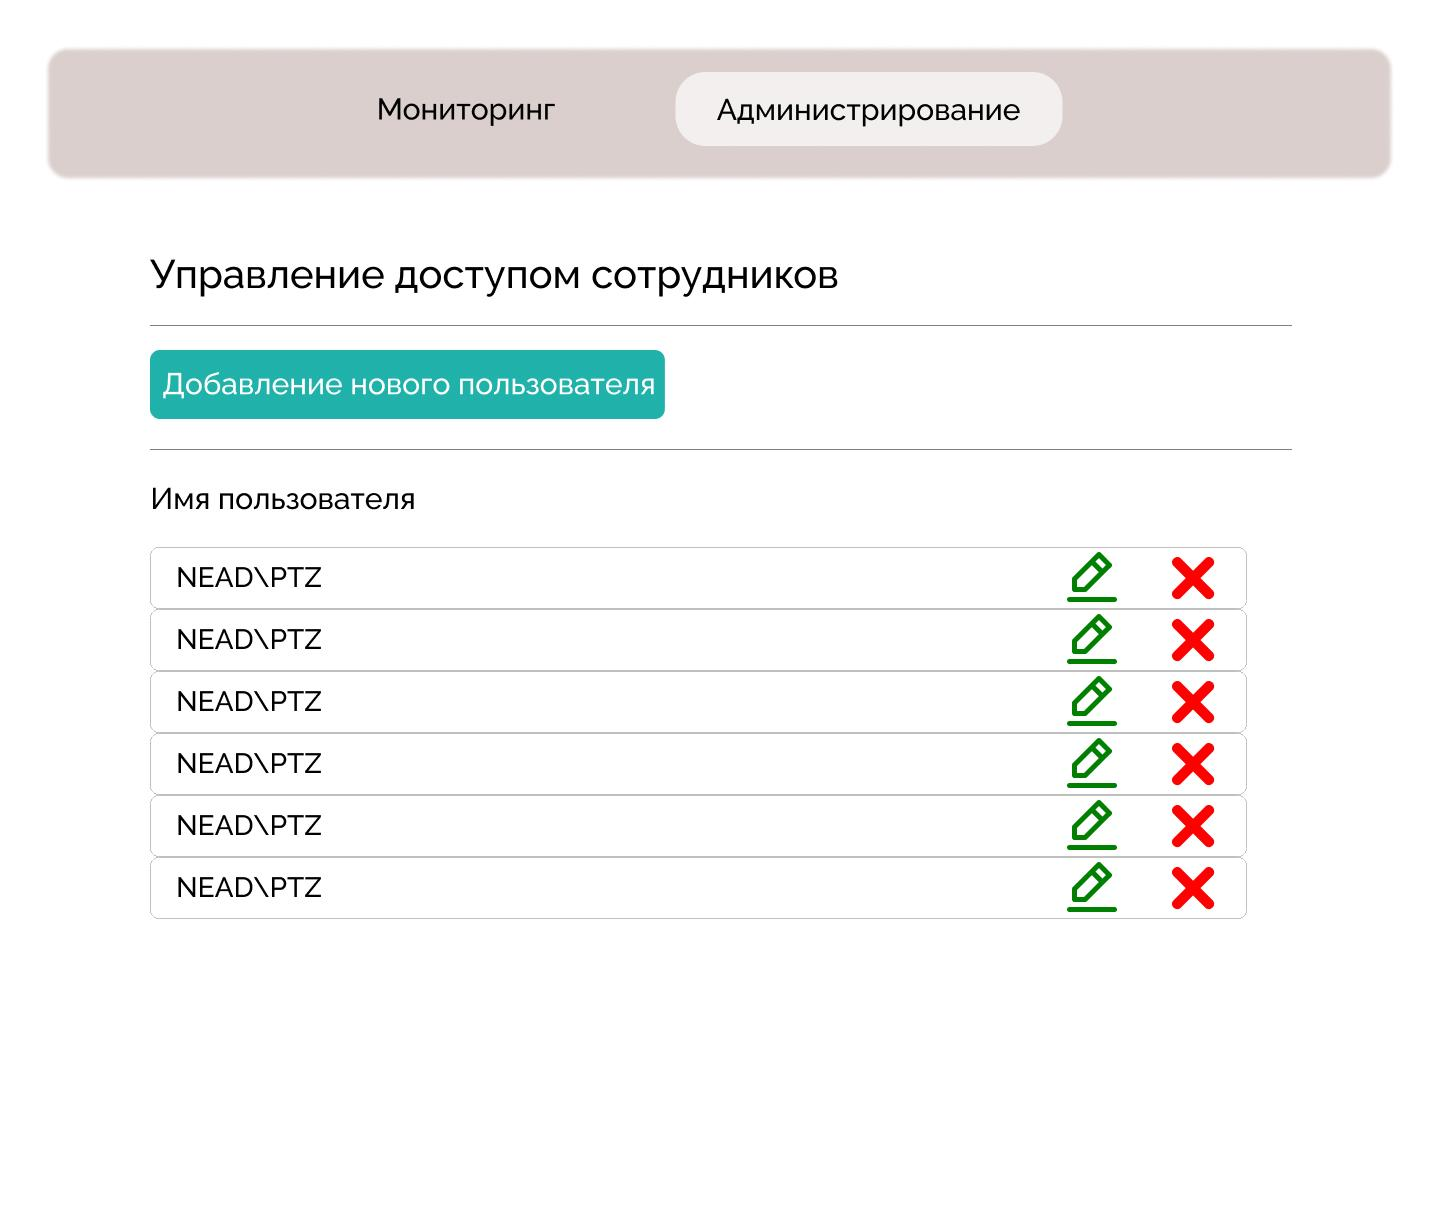 Мониторинг
Администрирование
Управление доступом сотрудников
Добавление нового пользователя
Имя пользователя
NEAD\PTZ
NEAD\PTZ
NEAD\PTZ
NEAD\PTZ
NEAD\PTZ
NEAD\PTZ